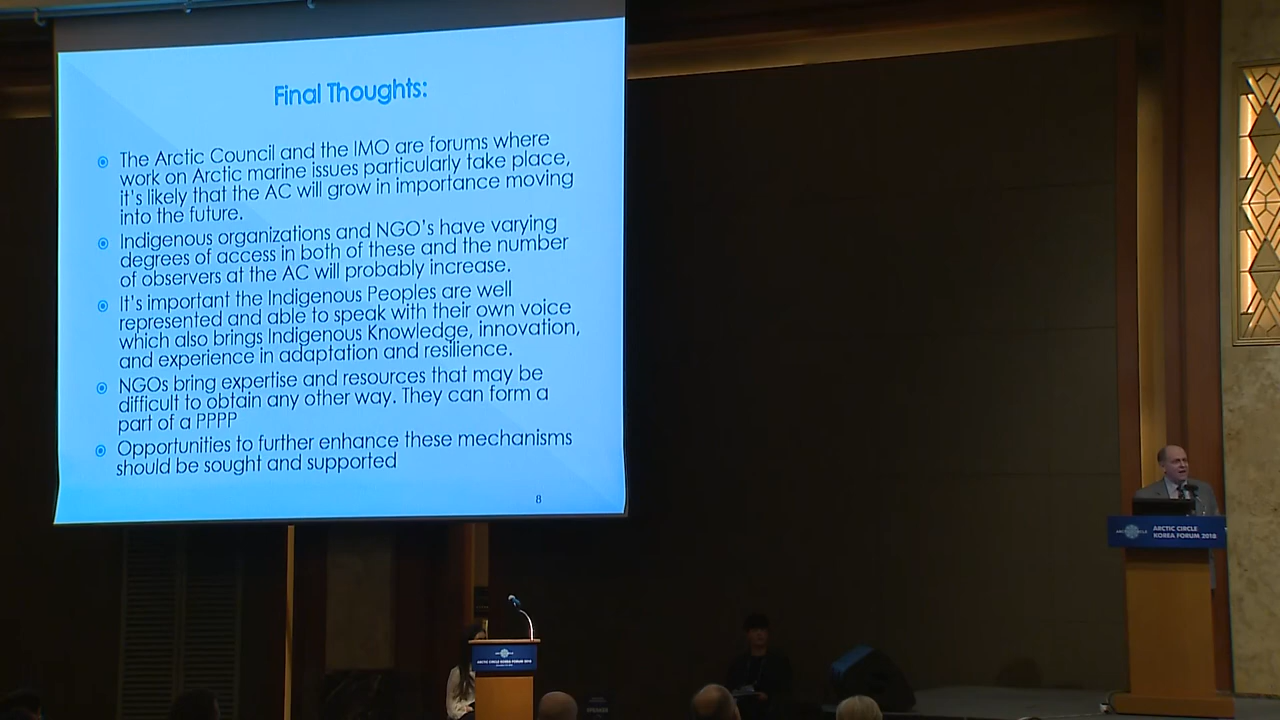 Final Thoughts:
The Arctic Council and the IMO are forums where
work on Arctic marine issues particularly take place,
it's likely that the AC will grow in importance moving
into the future.
Indigenous organizations and NGO's have varying
degrees of access in both of these and the number
of observers at the AC will probably increase.
It's important the Indigenous Peoples are well
represented and able to speak with their own voice
which also brings Indigenous Knowledge, innovation,
and experience in adaptation and resilience.
NGOs bring expertise and resources that may be
difficult to obtain any other way. They can form a
part of a PPPP
Opportunities to further enhance these mechanisms
should be sought and supported
8
ARCTIC CIRCLE
KOREA FORUM 2018
ARCTIC CIRCLE KOREA FORUM 2018